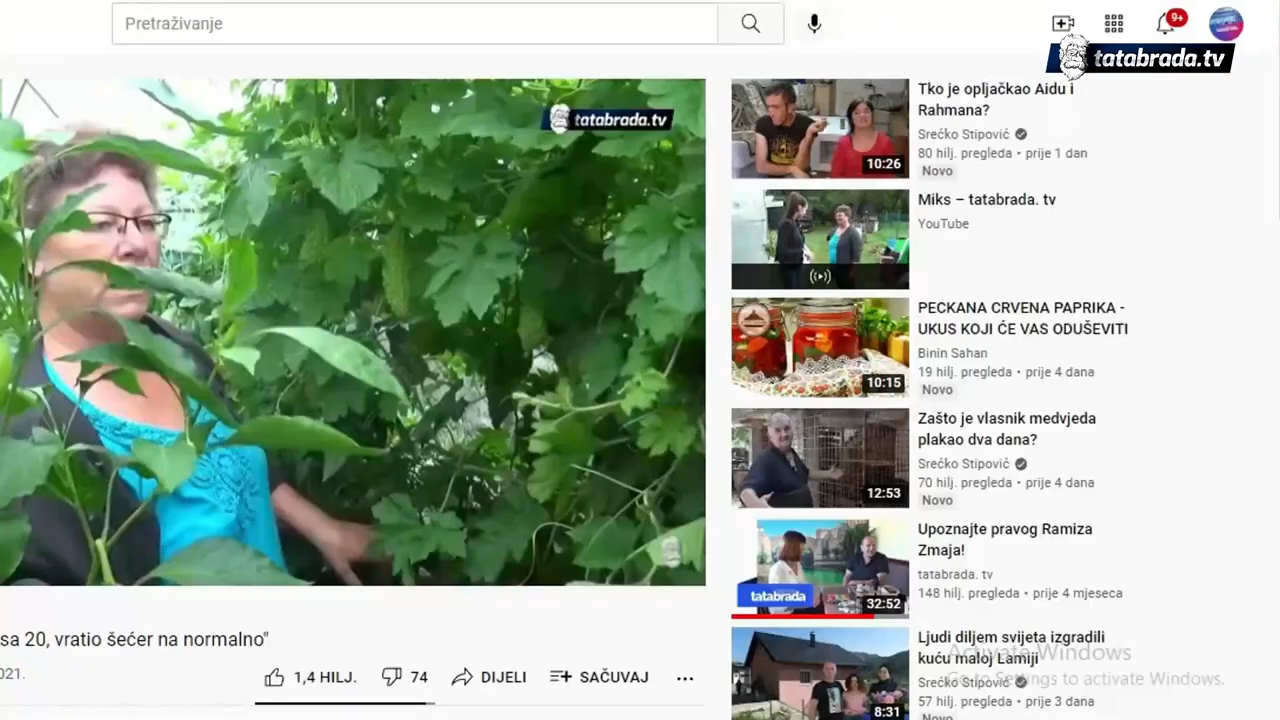 Pretraživanje
9+
tatabrada.tv
tatabrada.tv
sa 20, vratio šećer na normalno"
021.
1,4 HILJ.
74
DIJELI
SAČUVAJ
10:26
Tko je opljačkao Aidu i
Rahmana?
Srećko Stipović
80 hilj. pregleda • prije 1 dan
Novo
Miks – tatabrada. tv
YouTube
10:15
PECKANA CRVENA PAPRIKA -
UKUS KOJI ĆE VAS ODUŠEVITI
Binin Sahan
19 hilj. pregleda • prije 4 dana
Novo
12:53
Zašto je vlasnik medvjeda
plakao dva dana?
Srećko Stipović
70 hilj. pregleda • prije 4 dana
Novo
tatabrada
32:52
Upoznajte pravog Ramiza
Zmaja!
tatabrada. tv
148 hilj. pregleda • prije 4 mjeseca
8:31
Ljudi diljem svijeta izgradili
kuću maloj Lamiji
Srećko Stipović
57 hilj. pregleda • prije 3 dana
Novo
Activate Windows
Go to Settings to activate Windows.